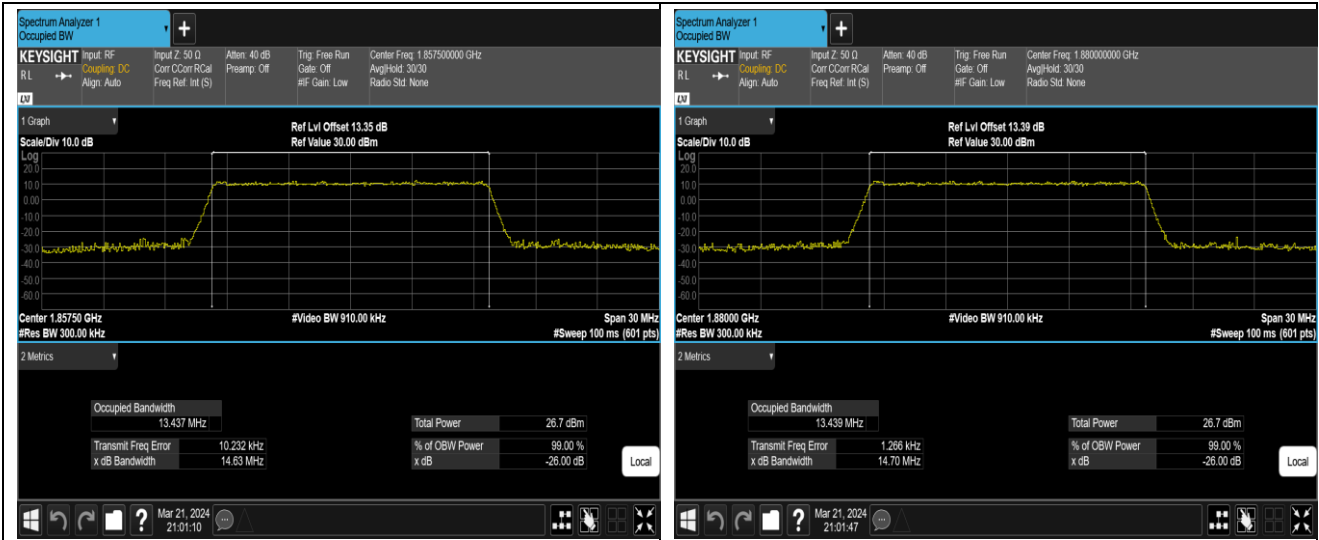 Spectrum Analyzer 1
Occupied BW
+
KEYSIGHT
RL
LXI
Input: RF
Coupling: DC
Align: Auto
Input Z: 50 Ω
Corr CCorr RCal
Freq Ref: Int (S)
Atten: 40 dB
Preamp: Off
Trig: Free Run
Gate: Off
#IF Gain: Low
Center Freq: 1.857500000 GHz
Avg|Hold: 30/30
Radio Std: None
1 Graph
Scale/Div 10.0 dB
Ref Lvl Offset 13.35 dB
Ref Value 30.00 dBm
Log
20.0
10.0
0.00
-10.0
-20.0
-30.0
-40.0
-50.0
-60.0
Center 1.85750 GHz
#Video BW 910.00 kHz
Span 30 MHz
#Res BW 300.00 kHz
#Sweep 100 ms (601 pts)
2 Metrics
Occupied Bandwidth
13.437 MHz
Total Power 26.7 dBm
Transmit Freq Error 10.232 kHz
% of OBW Power 99.00 %
x dB Bandwidth 14.63 MHz
x dB -26.00 dB
Local
?
Mar 21, 2024
21:01:10
Spectrum Analyzer 1
Occupied BW
+
KEYSIGHT
RL
LXI
Input: RF
Coupling: DC
Align: Auto
Input Z: 50 Ω
Corr CCorr RCal
Freq Ref: Int (S)
Atten: 40 dB
Preamp: Off
Trig: Free Run
Gate: Off
#IF Gain: Low
Center Freq: 1.880000000 GHz
Avg|Hold: 30/30
Radio Std: None
1 Graph
Scale/Div 10.0 dB
Ref Lvl Offset 13.39 dB
Ref Value 30.00 dBm
Log
20.0
10.0
0.00
-10.0
-20.0
-30.0
-40.0
-50.0
-60.0
Center 1.88000 GHz
#Video BW 910.00 kHz
Span 30 MHz
#Res BW 300.00 kHz
#Sweep 100 ms (601 pts)
2 Metrics
Occupied Bandwidth
13.439 MHz
Total Power 26.7 dBm
Transmit Freq Error 1.266 kHz
% of OBW Power 99.00 %
x dB Bandwidth 14.70 MHz
x dB -26.00 dB
Local
?
Mar 21, 2024
21:01:47